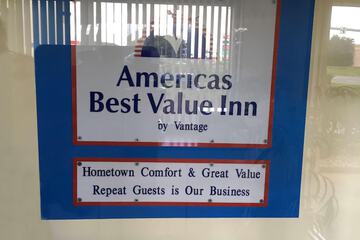 Americas
Best Value Inn
by Vantage
Hometown Comfort & Great Value
Repeat Guests is Our Business